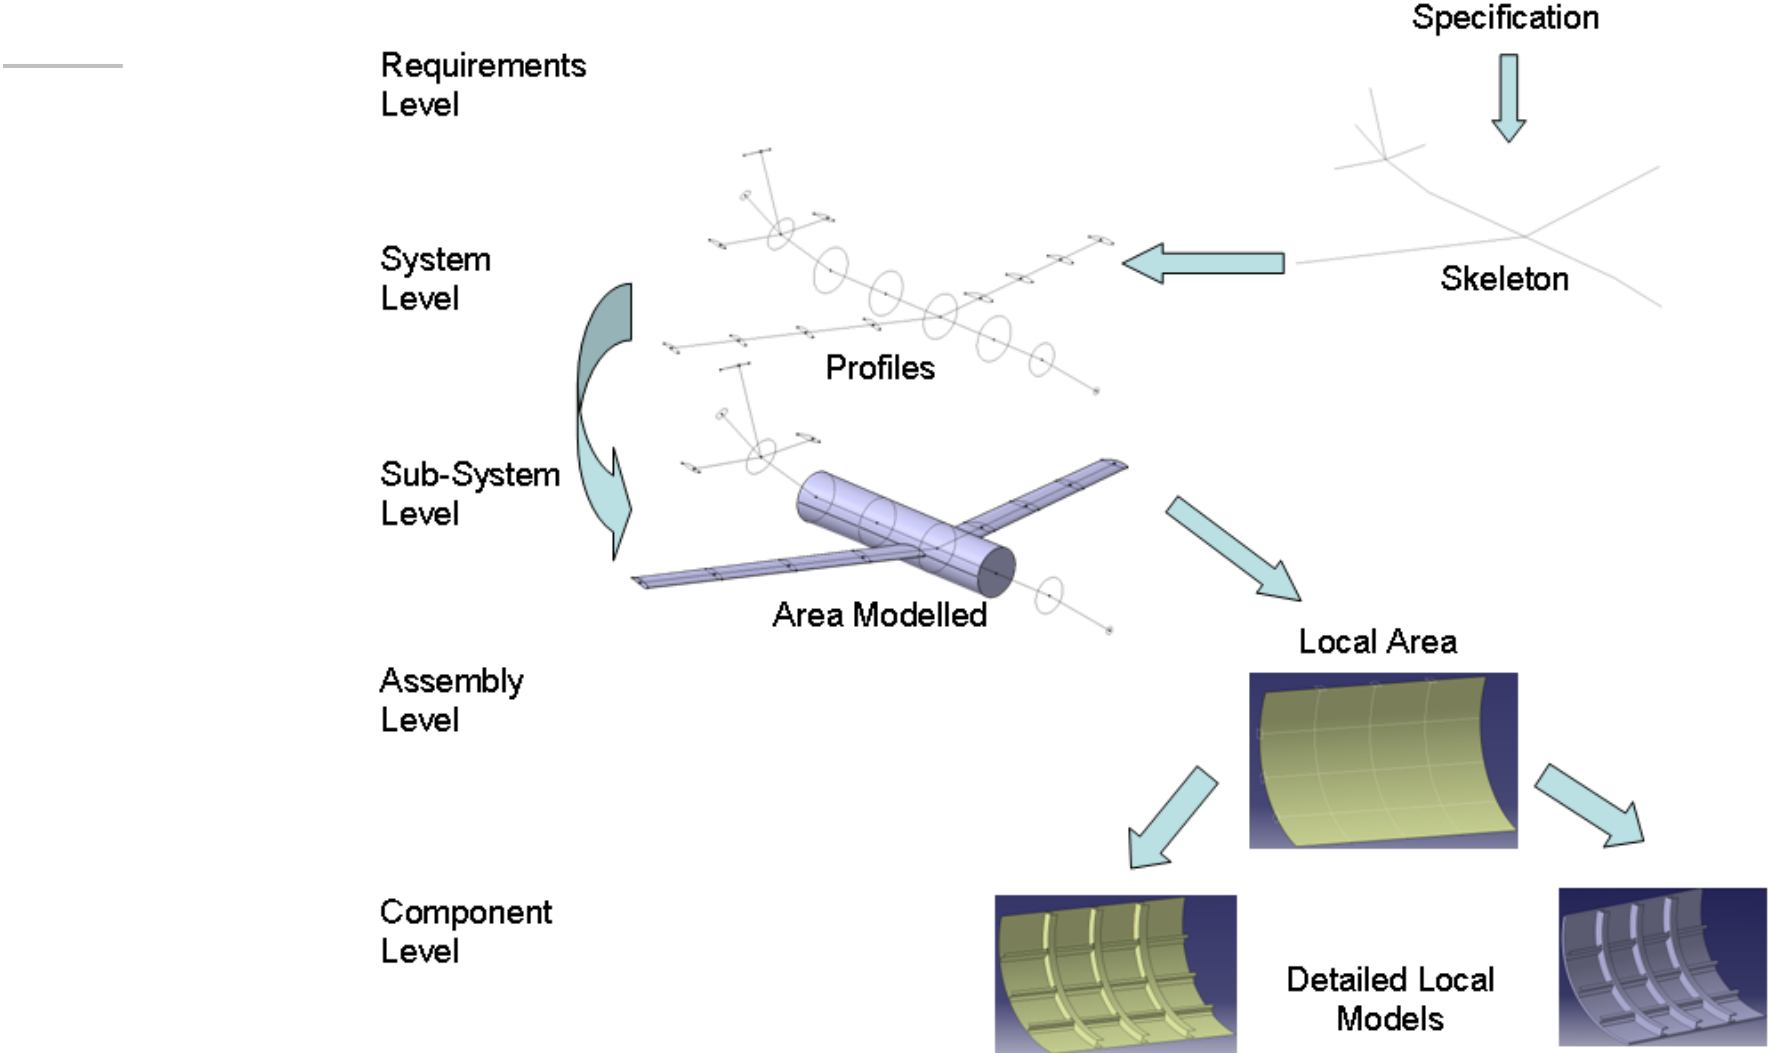 Specification
Requirements
Level
System
Level
Skeleton
Profiles
Sub-System
Level
Area Modelled
Local Area
Assembly
Level
Component
Level
Detailed Local
Models